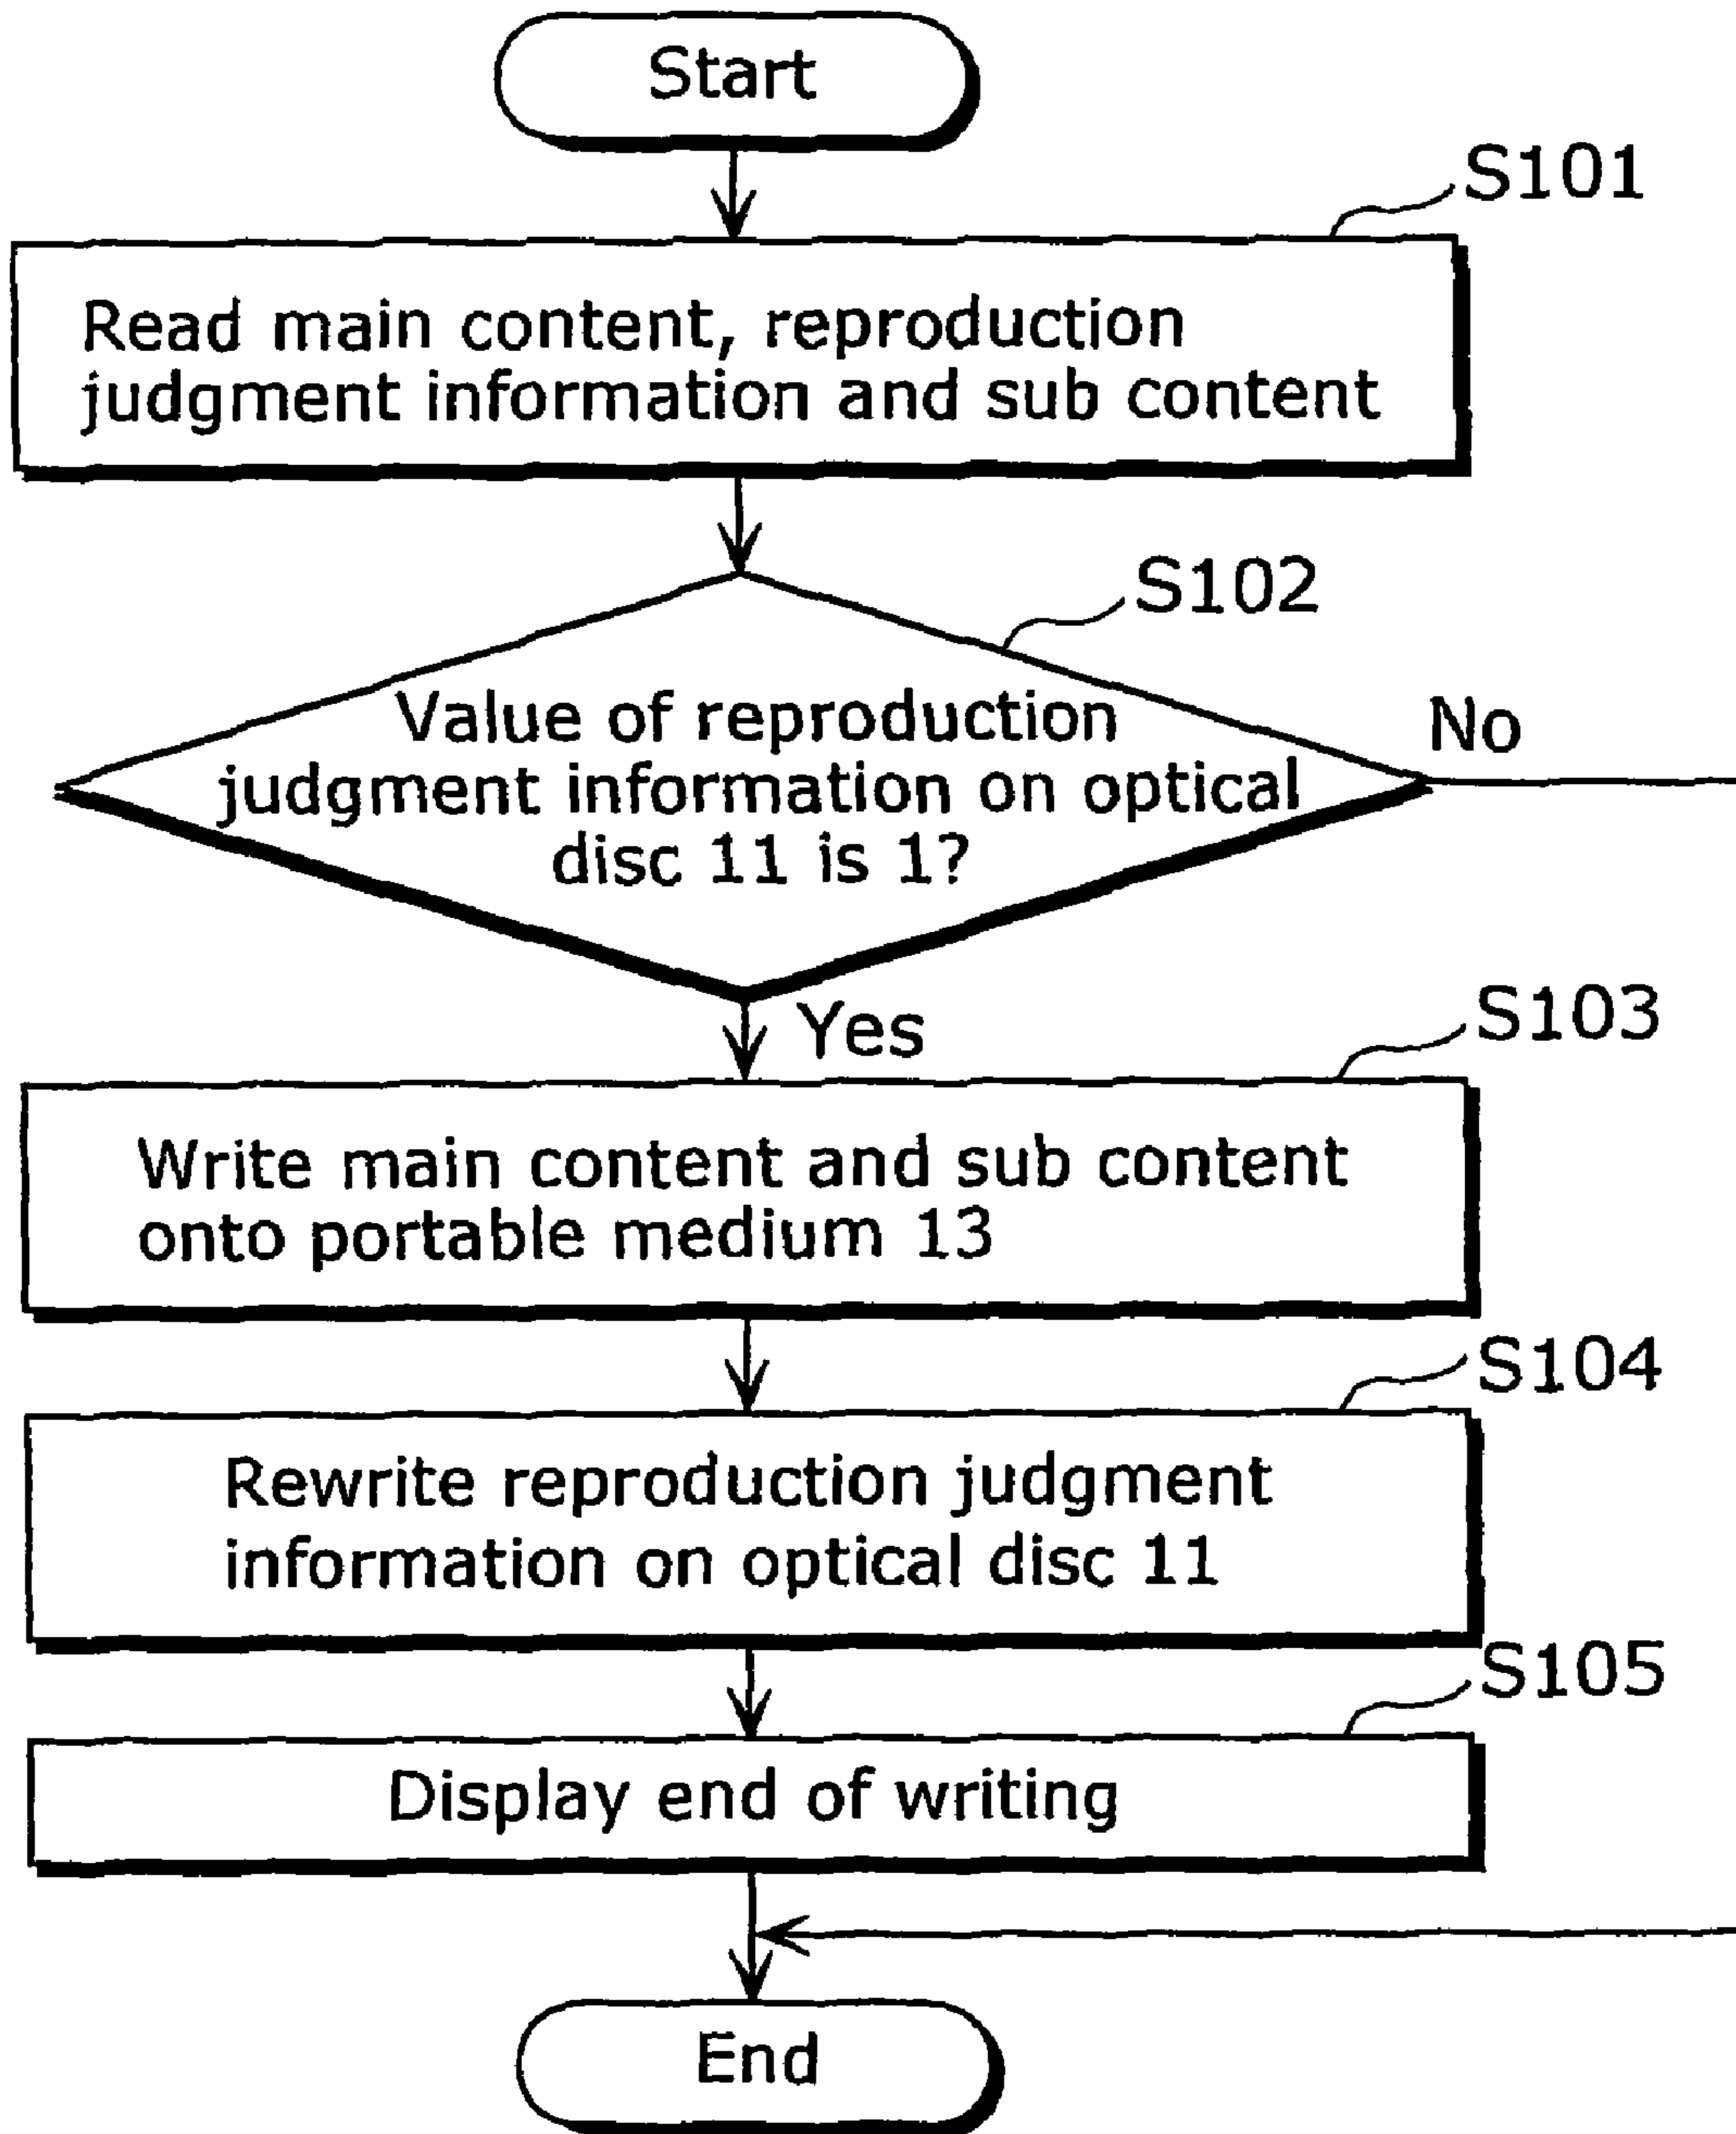 Start
S101
Read main content, reproduction
judgment information and sub content
S102
Value of reproduction
judgment information on optical
disc 11 is 1?
No
Yes
S103
Write main content and sub content
onto portable medium 13
S104
Rewrite reproduction judgment
information on optical disc 11
S105
Display end of writing
End